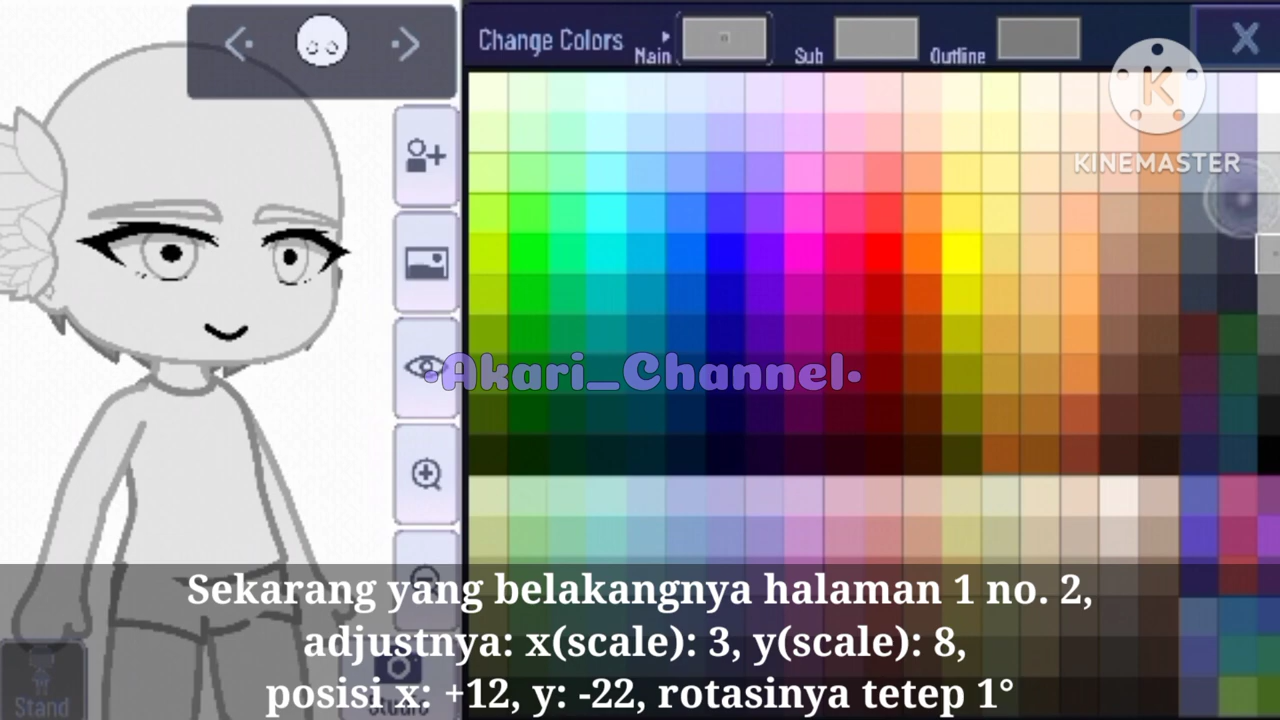 Change Colors
Main
Sub
Outline
X
K
KINEMASTER
•Akari_Channel•
Sekarang yang belakangnya halaman 1 no. 2,
adjustnya: x(scale): 3, y(scale): 8,
posisi x: +12, y: -22, rotasinya tetep 1°
Stand
Studio